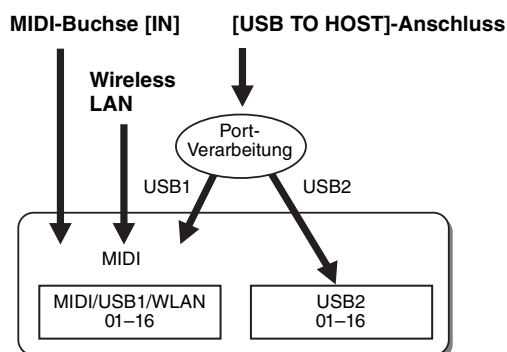 MIDI-Buchse [IN]
[USB TO HOST]-Anschluss
Wireless
LAN
Port-
Verarbeitung
USB1
USB2
MIDI
MIDI/USB1/WLAN
01–16
USB2
01–16